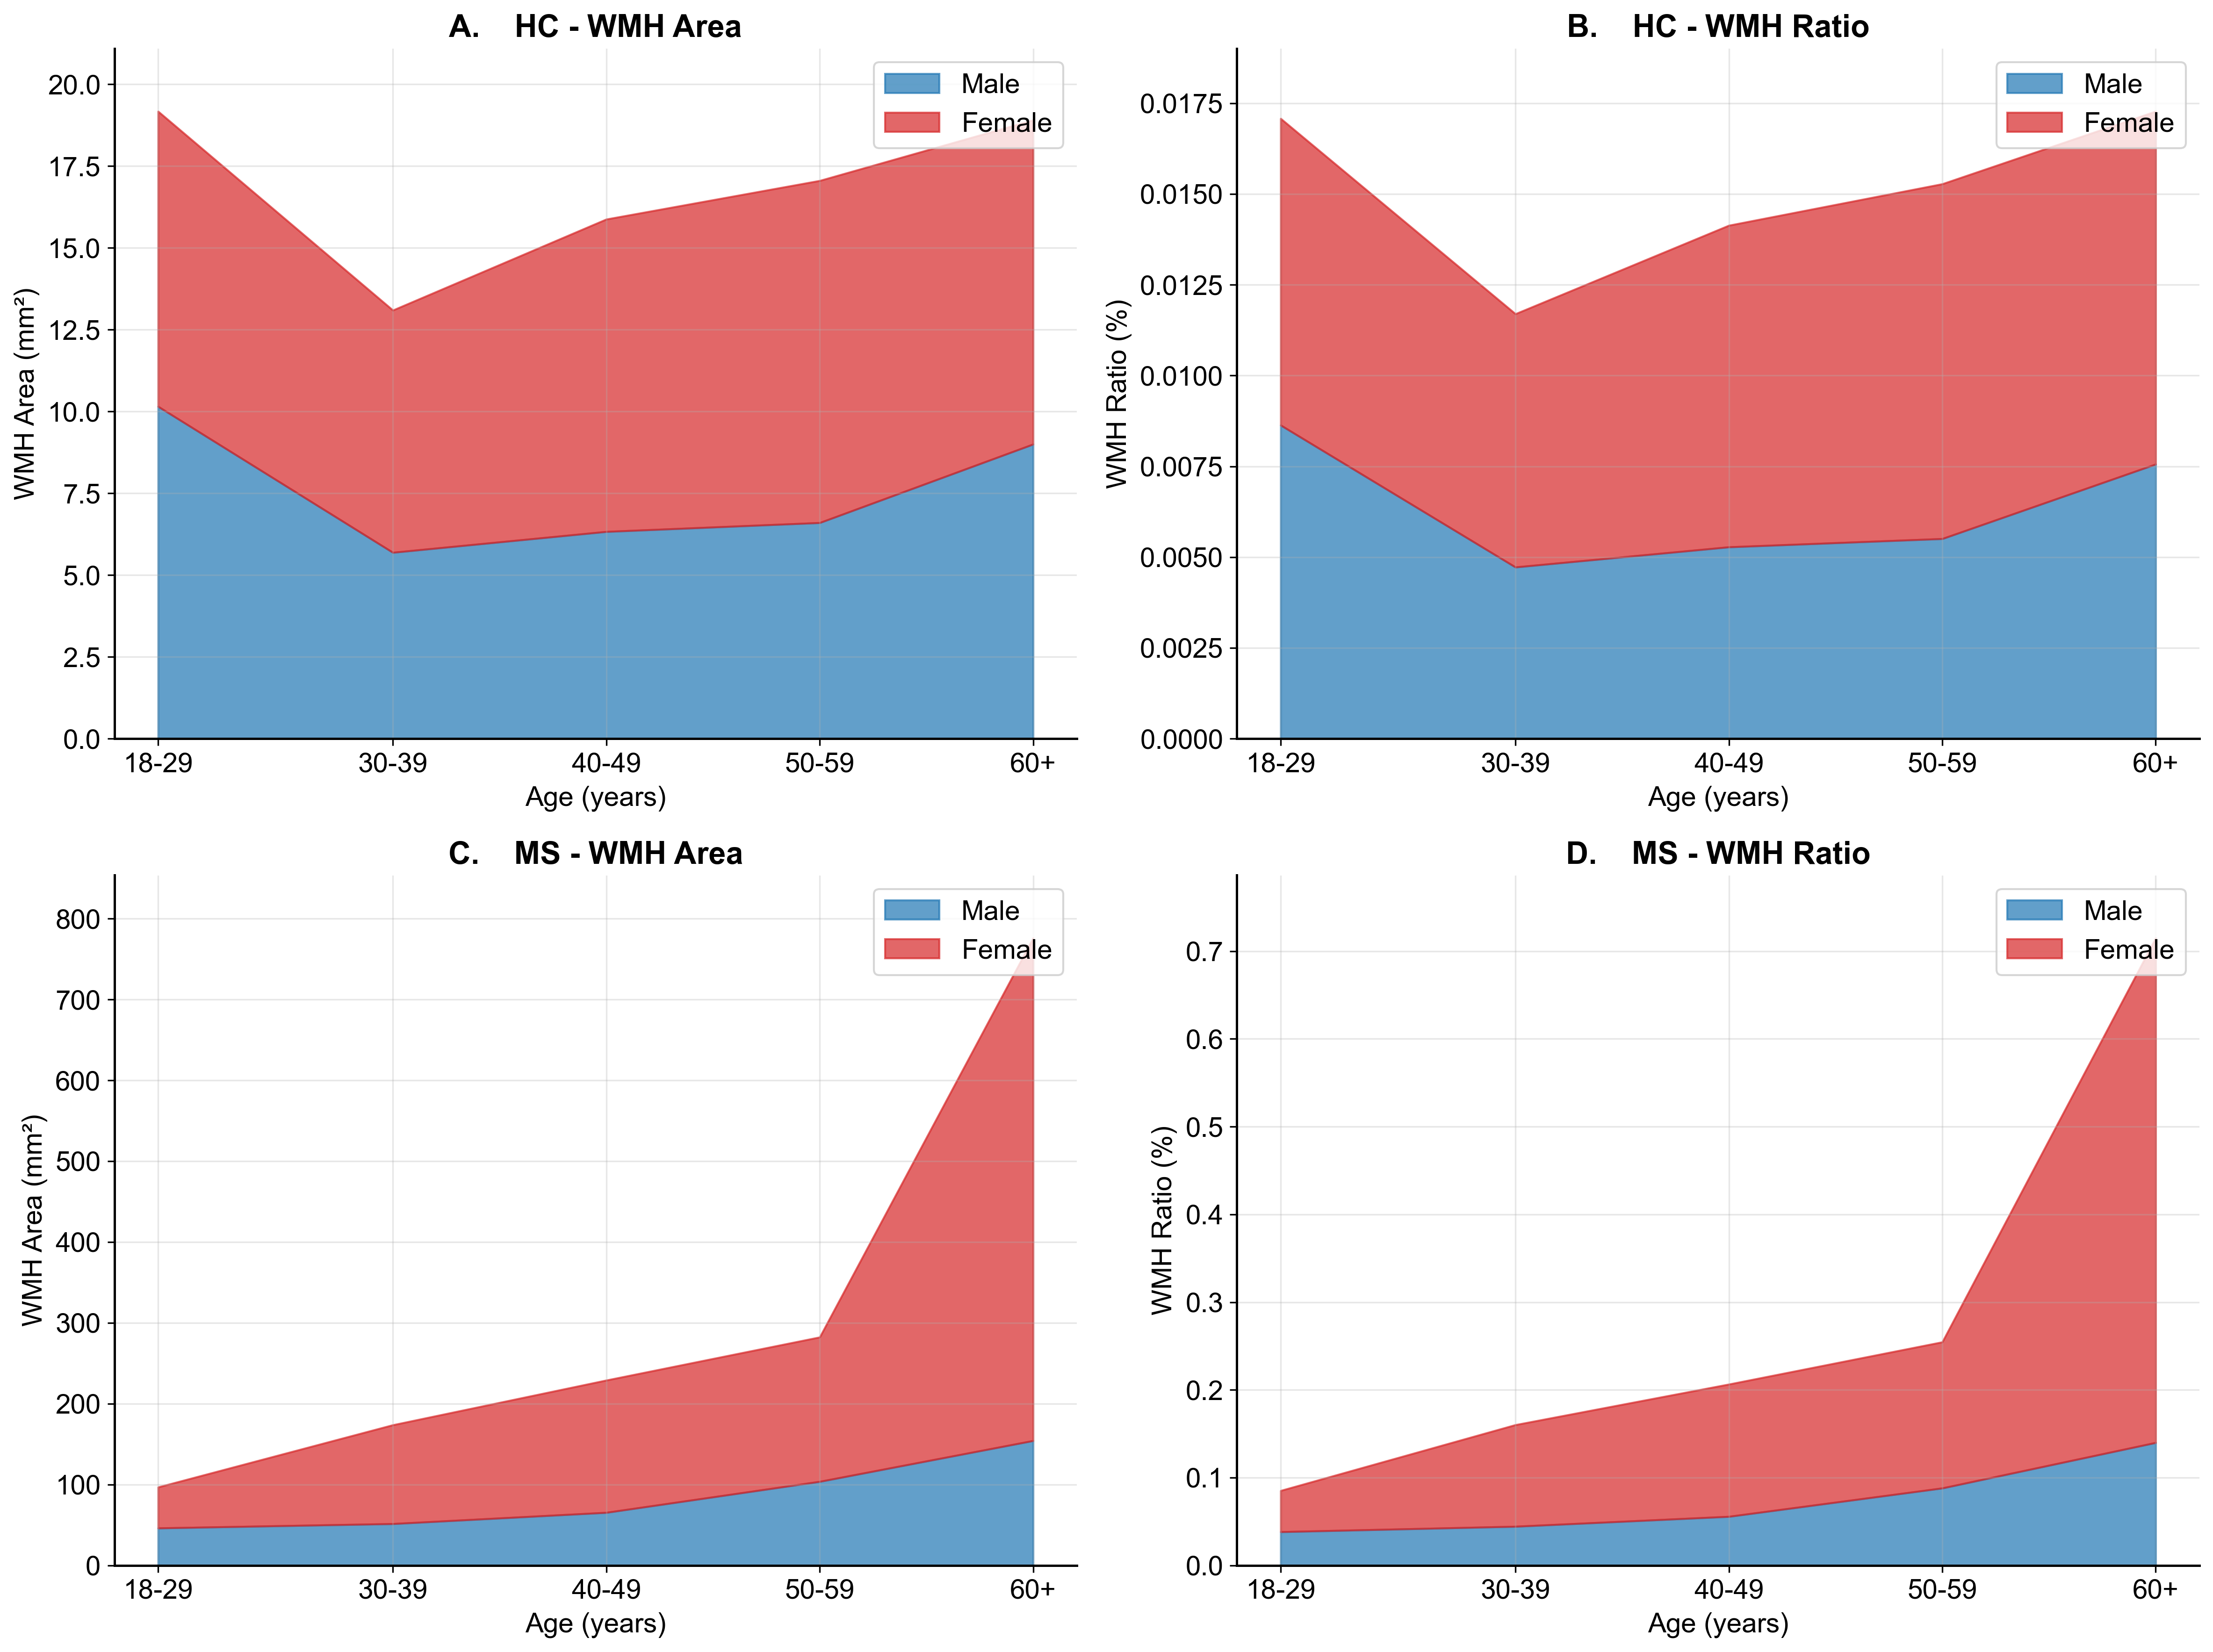 A. HC - WMH Area
20.0
17.5
15.0
12.5
10.0
7.5
5.0
2.5
0.0
WMH Area (mm²)
Male
Female
18-29 30-39 40-49 50-59 60+
Age (years)
B. HC - WMH Ratio
0.0175
0.0150
0.0125
0.0100
0.0075
0.0050
0.0025
0.0000
WMH Ratio (%)
Male
Female
18-29 30-39 40-49 50-59 60+
Age (years)
C. MS - WMH Area
800
700
600
500
400
300
200
100
0
WMH Area (mm²)
Male
Female
18-29 30-39 40-49 50-59 60+
Age (years)
D. MS - WMH Ratio
0.7
0.6
0.5
0.4
0.3
0.2
0.1
0.0
WMH Ratio (%)
Male
Female
18-29 30-39 40-49 50-59 60+
Age (years)